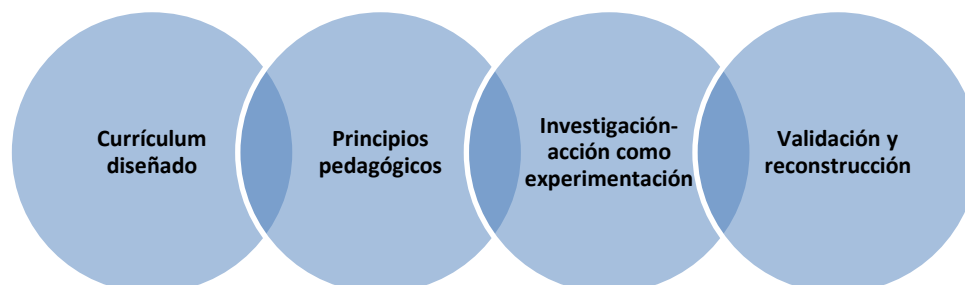 Currículum
diseñado
Principios
pedagógicos
Investigación-
acción como
experimentación
Validación y
reconstrucción